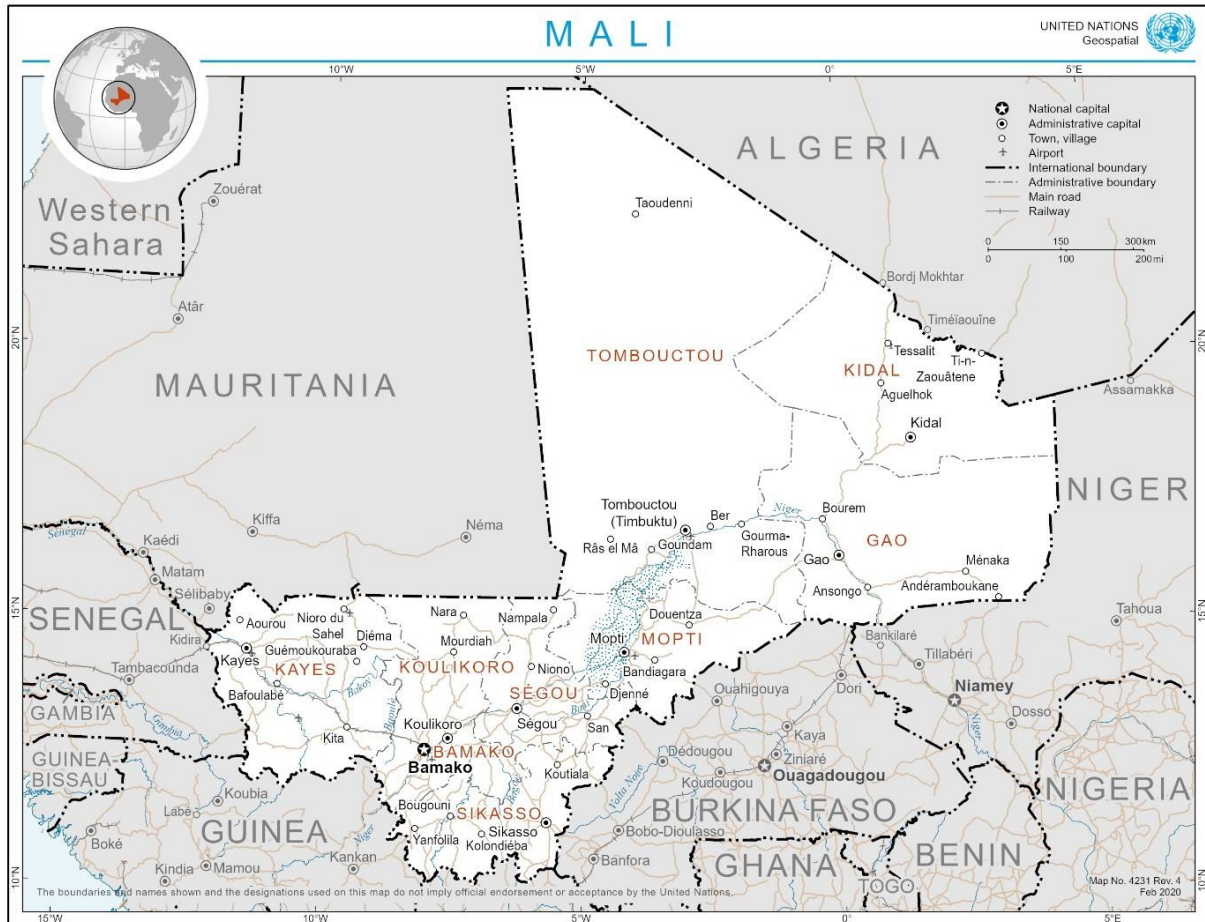 MALI
UNITED NATIONS
Geospatial
10°W
5°W
0°
5°E
National capital
Administrative capital
Town, village
Airport
International boundary
Administrative boundary
Main road
Railway
0 150 300 km
0 100 200 mi
ALGERIA
Zouérat
Western
Sahara
Taoudenni
Bordj Mokhtar
Atâr
Timéïaouîne
20°N
20°N
TOMBOUCTOU
Tessalit
Ti-n-
Zaouâtene
KIDAL
MAURITANIA
Aguelhok
Assamakka
Kidal
NIGER
Tombouctou
(Timbuktu)
Ber
Niger
Bourem
Kiffa
Néma
Senegal
Kaédi
Râs el Mâ
Goundam
Gourma-
Rharous
GAO
Gao
Ménaka
Matam
Ansongo
Andéramboukane
15°N
15°N
Sélibaby
SENEGAL
Aourou
Nioro du
Sahel
Nara
Nampala
Douentza
Tahoua
Kidira
Diéma
Mourdiah
Mopti
MOPTI
Bankilaré
Guémoukouraba
Kayes
KAYES
KOULIKORO
Niono
Bandiagara
Tillabéri
Tambacounda
Bafoulabé
Bakoy
SÉGOU
Djenné
Dori
Niamey
GAMBIA
Gambia
Baoulé
Koulikoro
Ségou
Bani
San
Ouahigouya
Niger
Dosso
Kita
Kaya
BAMAKO
Bamako
Dédougou
Ziniaré
GUINEA-
BISSAU
Koutiala
Koudougou
Ouagadougou
NIGERIA
Koubia
Bougouni
Bagoé
Volta Noire
Labé
SIKASSO
BURKINA FASO
GUINEA
Yanfolila
Sikasso
Kolondiéba
Bobo-Dioulasso
Boké
Niger
Kindia
Mamou
Kankan
Banfora
GHANA
BENIN
10°N
10°N
TOGO
The boundaries and names shown and the designations used on this map do not imply official endorsement or acceptance by the United Nations.
Map No. 4231 Rev. 4
Feb 2020
15°W
10°W
5°W
0°
5°E